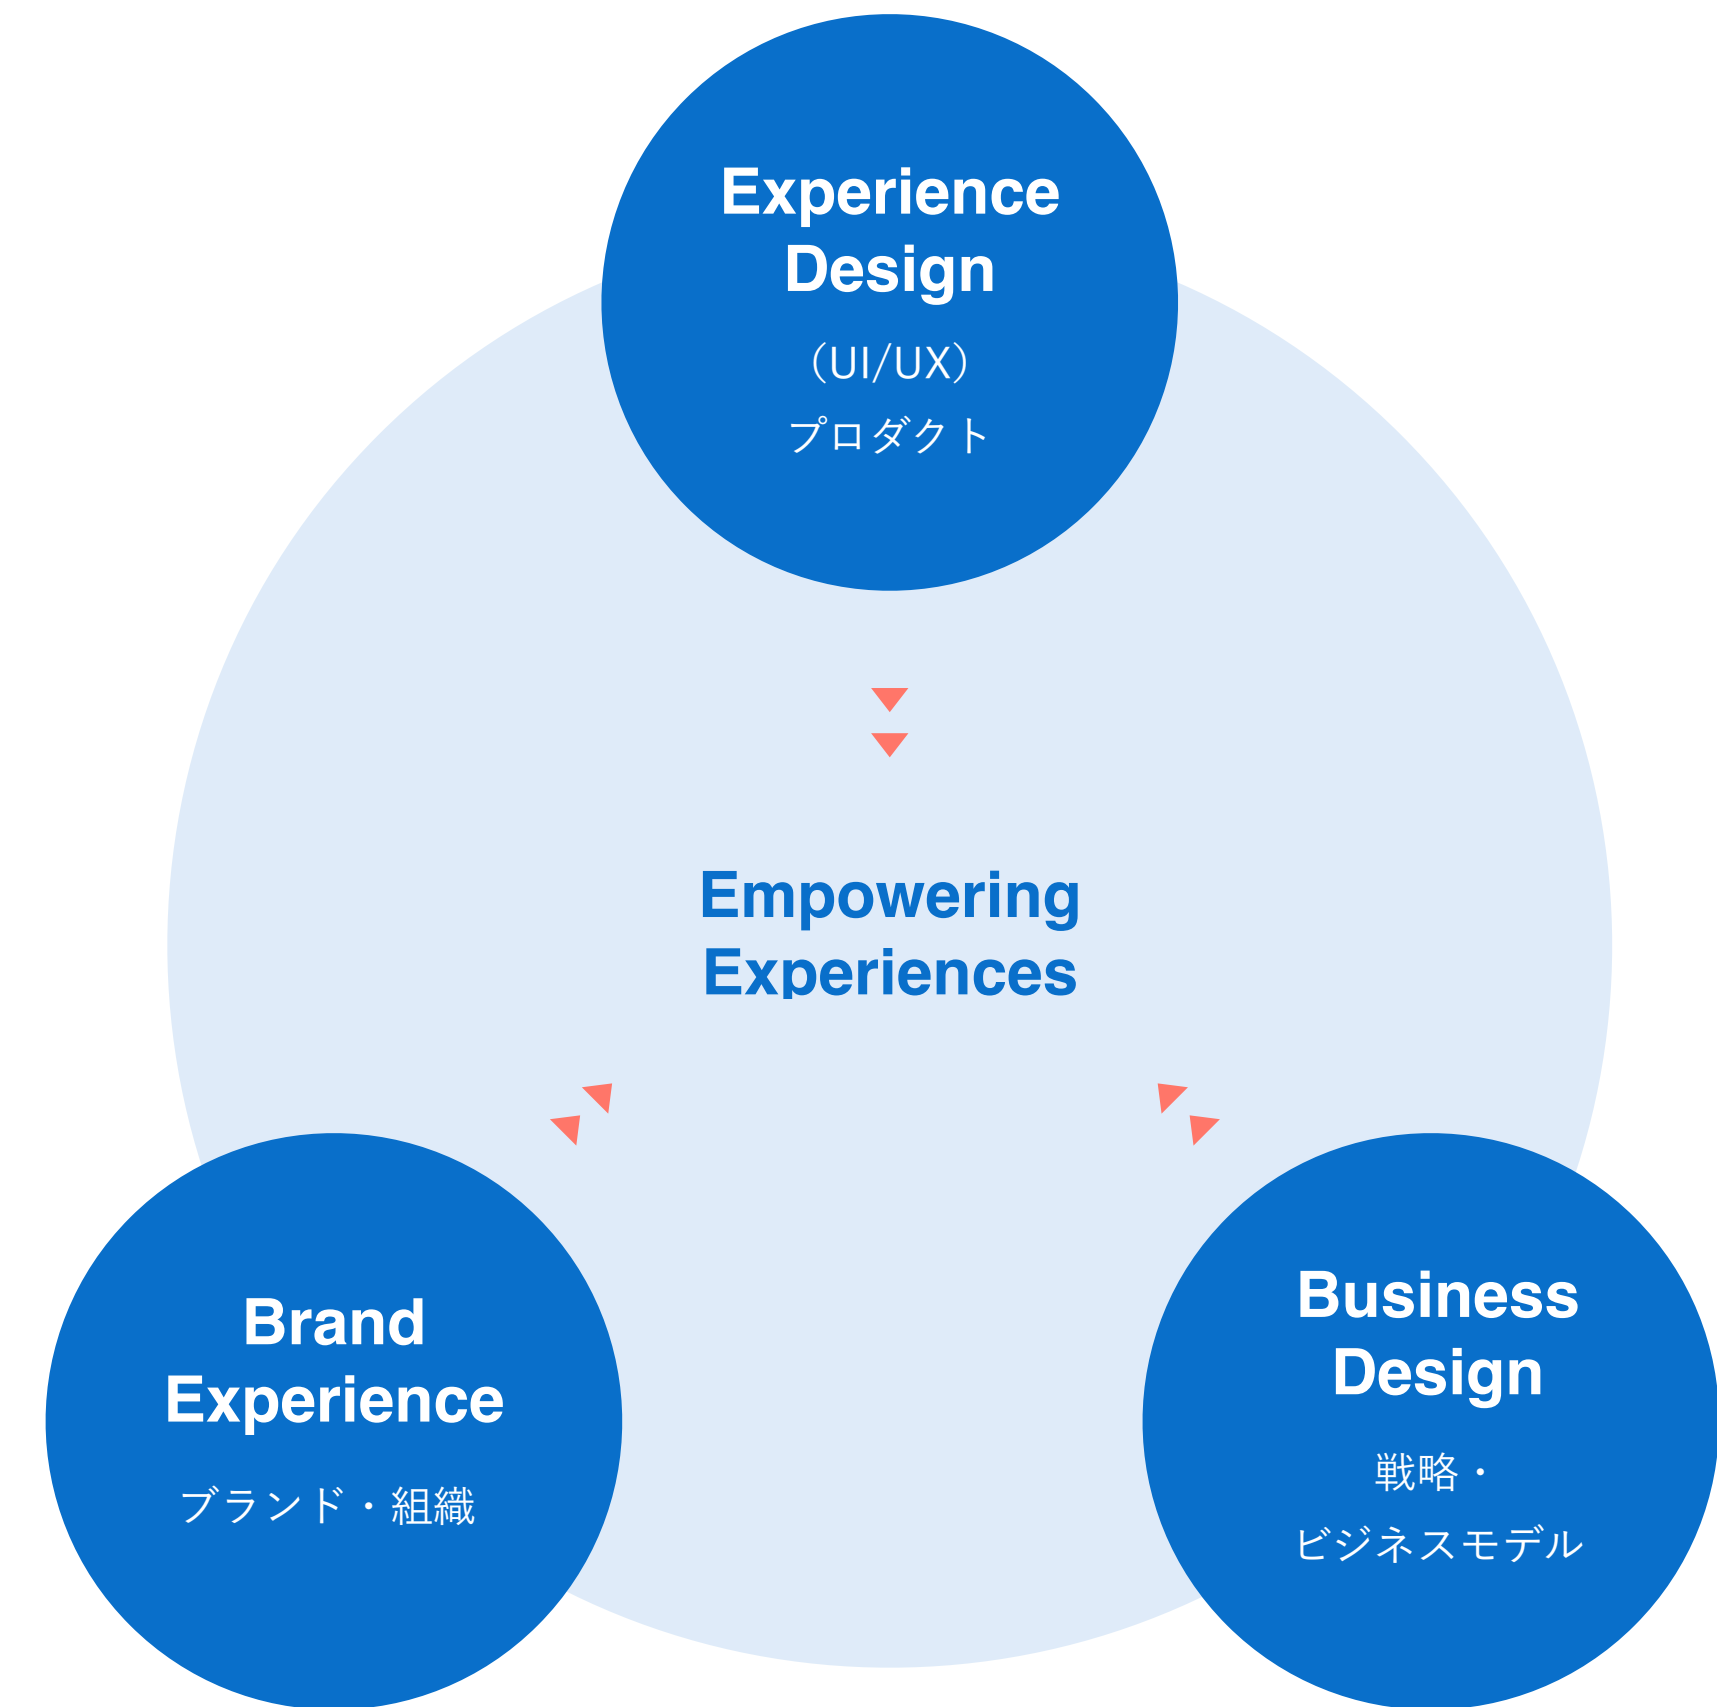 Experience
Design
（UI/UX）
プロダクト
Empowering
Experiences
Brand
Experience
ブランド・組織
Business
Design
戦略・
ビジネスモデル